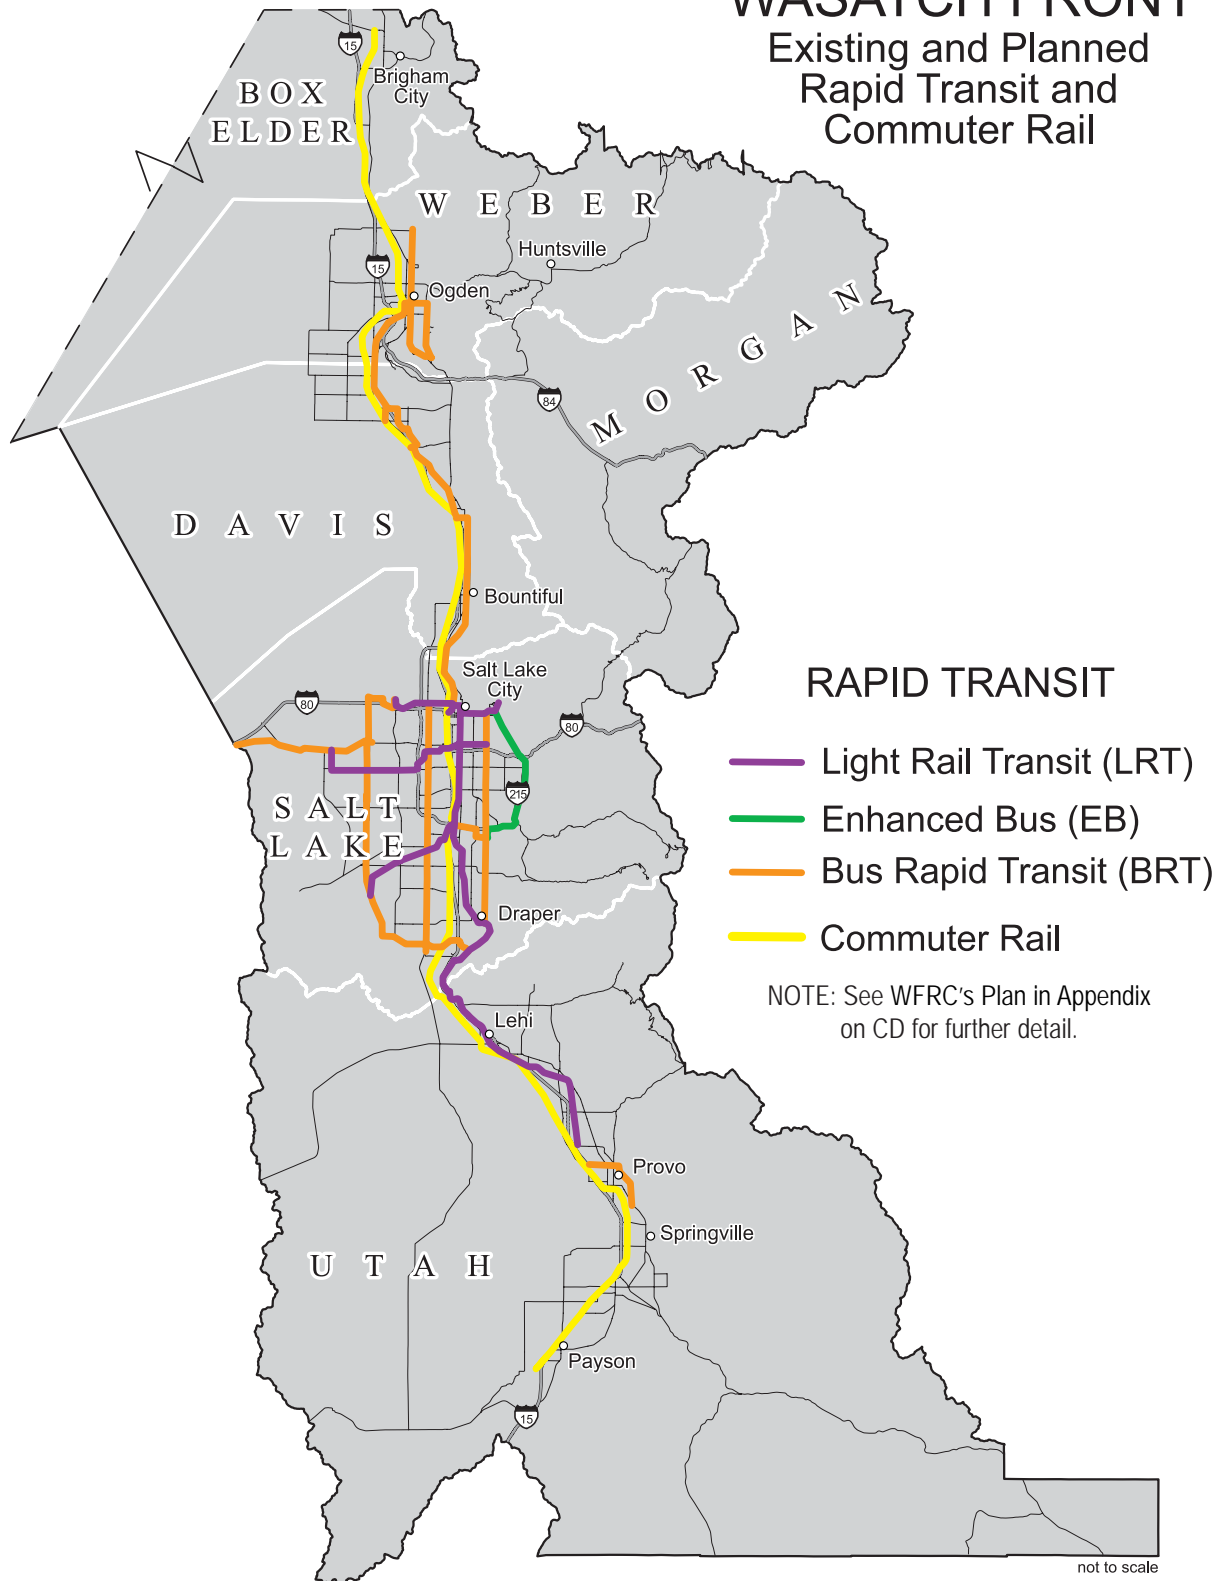 WASATCH FRONT
Existing and Planned
Rapid Transit and
Commuter Rail
15
Brigham
City
BOX
ELDER
WEBER
Huntsville
15
Ogden
MORGAN
84
DAVIS
Bountiful
Salt Lake
City
80
80
RAPID TRANSIT
Light Rail Transit (LRT)
215
SALT
LAKE
Enhanced Bus (EB)
Bus Rapid Transit (BRT)
Draper
Commuter Rail
NOTE: See WFRC's Plan in Appendix
on CD for further detail.
Lehi
Provo
Springville
UTAH
Payson
15
not to scale